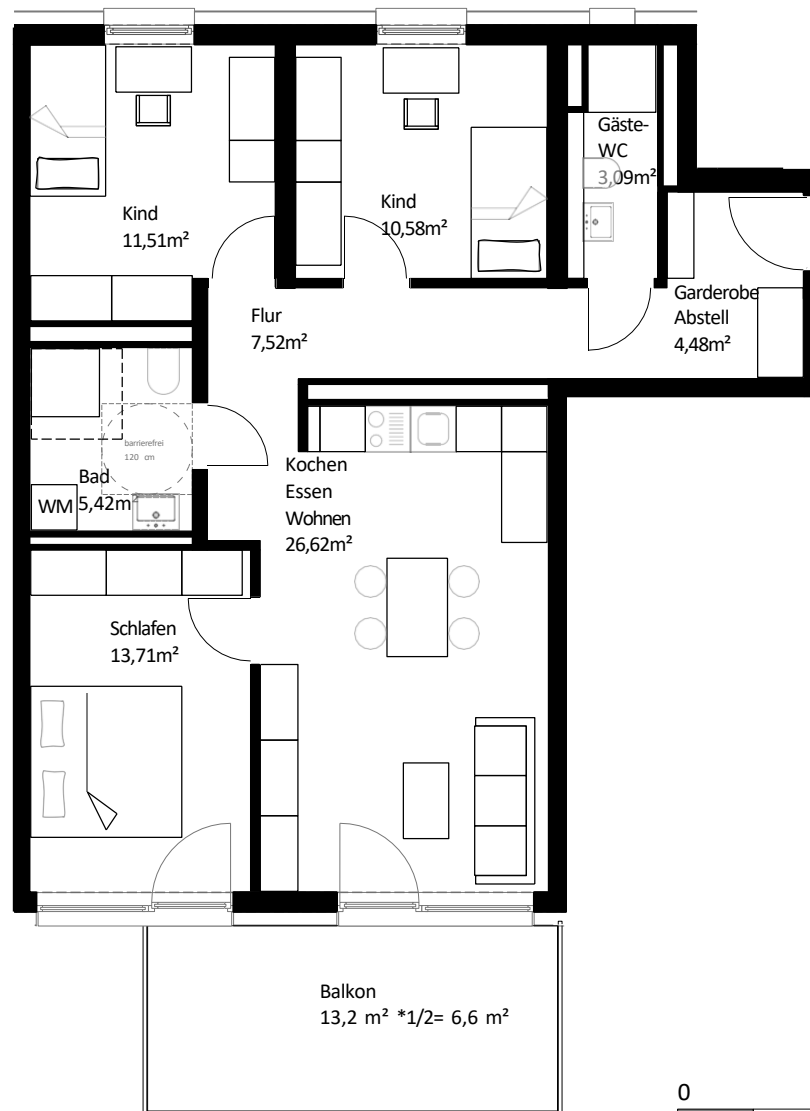 Gäste-
WC
3,09m²
Kind
11,51m²
Kind
10,58m²
Flur
7,52m²
Garderobe
Abstell
4,48m²
barrierefrei
120 cm
Bad
5,42m²
WM
Kochen
Essen
Wohnen
26,62m²
Schlafen
13,71m²
Balkon
13,2 m² *1/2= 6,6 m²
0